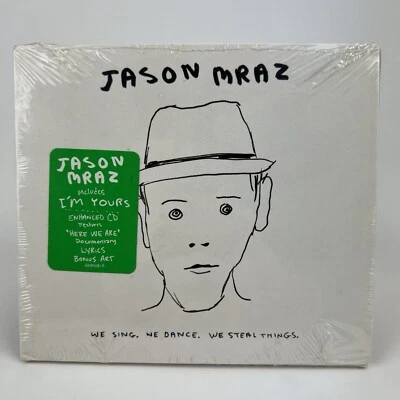 JASON MRAZ
JASON
MRAZ
INCLUDES
I'M YOURS
ENHANCED CD
FEATURES
"HERE WE ARE"
DOCUMENTARY
LYRICS
BONUS ART
WE SING. WE DANCE. WE STEAL THINGS.